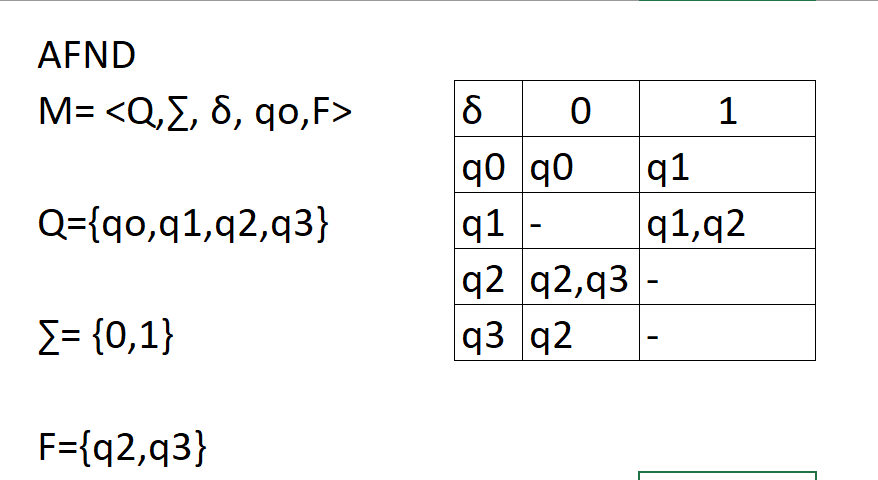 AFND
M= <Q,∑, δ, qo,F>
Q={qo,q1,q2,q3}
∑= {0,1}
F={q2,q3}
δ 0 1
q0 q0 q1
q1 - q1,q2
q2 q2,q3 -
q3 q2 -